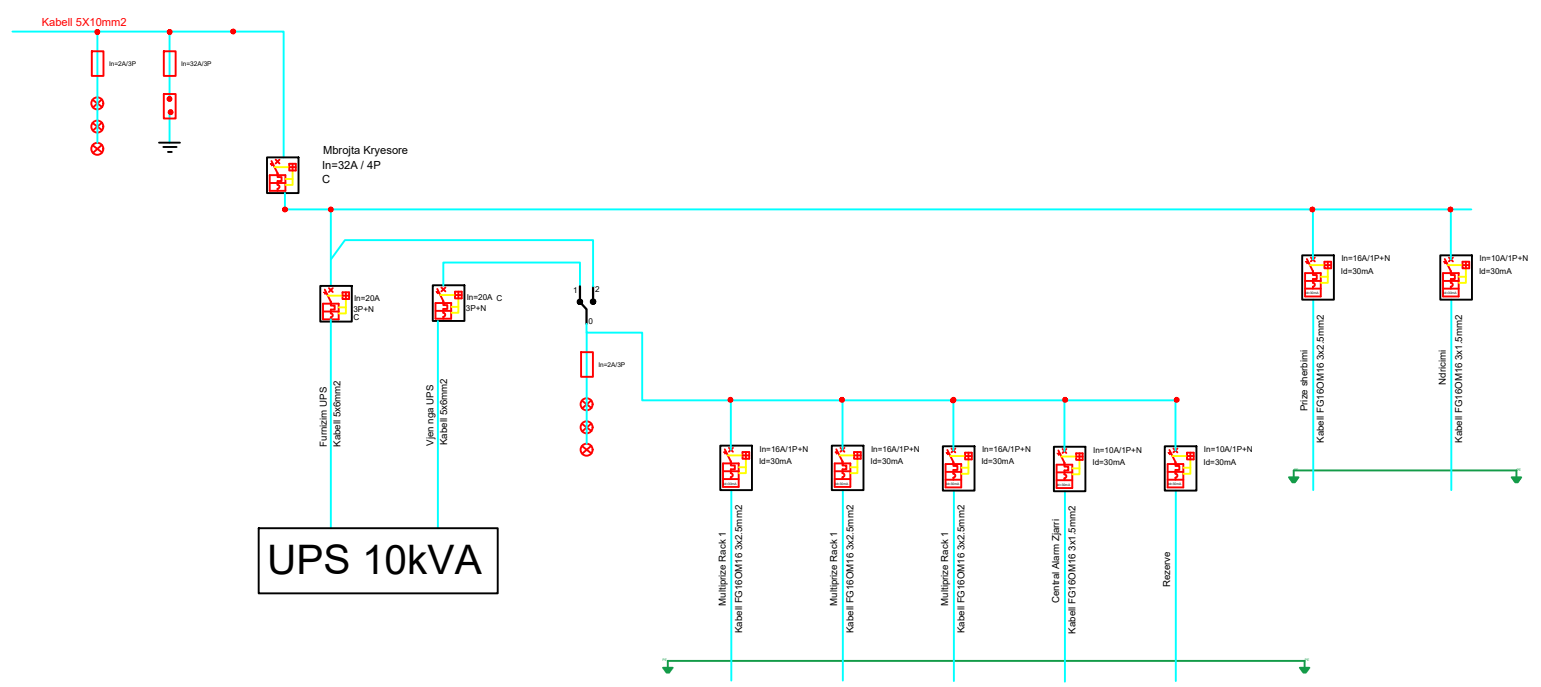 Kabell 5X10mm2
In=2A/3P
In=32A/3P
Mbrojta Kryesore
In=32A / 4P
C
In=20A
3P+N
C
In=20A C
3P+N
1
2
0
In=2A/3P
In=16A/1P+N
Id=30mA
In=10A/1P+N
Id=30mA
Furnizim UPS
Kabell 5x6mm2
Vjen nga UPS
Kabell 5x6mm2
Prize sherbimi
Kabell FG16OM16 3x2.5mm2
Ndricimi
Kabell FG16OM16 3x1.5mm2
In=16A/1P+N
Id=30mA
In=16A/1P+N
Id=30mA
In=16A/1P+N
Id=30mA
In=10A/1P+N
Id=30mA
In=10A/1P+N
Id=30mA
UPS 10kVA
Multiprize Rack 1
Kabell FG16OM16 3x2.5mm2
Multiprize Rack 1
Kabell FG16OM16 3x2.5mm2
Multiprize Rack 1
Kabell FG16OM16 3x2.5mm2
Central Alarm Zjarri
Kabell FG16OM16 3x1.5mm2
Rezerve